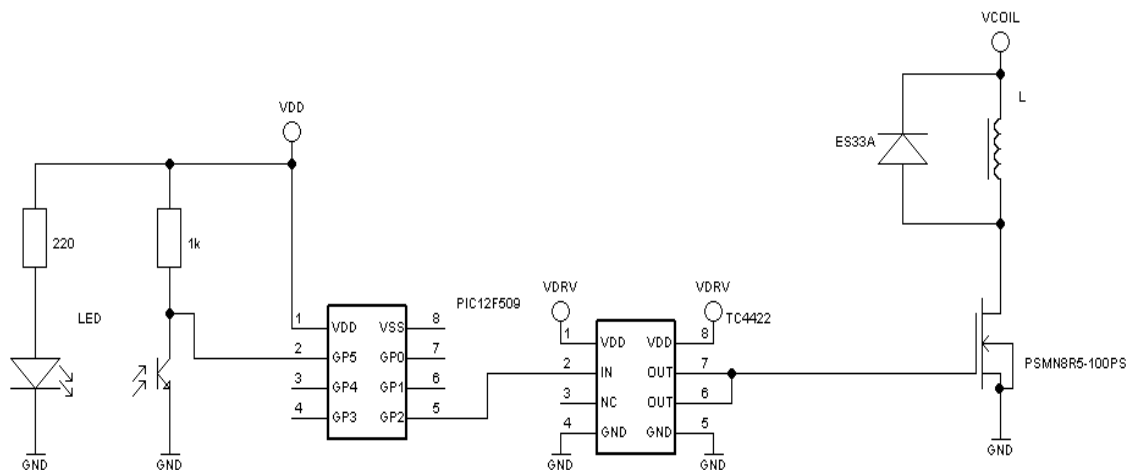 VCOIL
L
ES33A
VDD
220
1k
LED
PIC12F509
VDRV
VDRV
TC4422
1 VDD VSS 8
2 GP5 GP0 7
3 GP4 GP1 6
4 GP3 GP2 5
1 VDD VDD 8
2 IN OUT 7
3 NC OUT 6
4 GND GND 5
PSMN8R5-100PS
GND
GND
GND
GND
GND